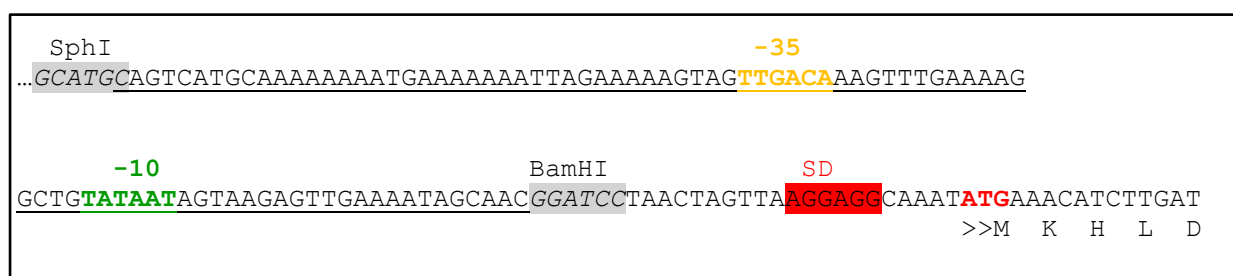 SphI -35
…GCATGCAGTCATGCAAAAAAAATGAAAAAAATTAGAAAAAGTAGTTGACAAAGTTTGAAAAG
-10 BamHI SD
GCTGTATAATAGTAAGAGTTGAAAATAGCAACGGATCCTAACTAGTTAAGGAGGCAAATATGAAACATCTTGAT
>>M K H L D